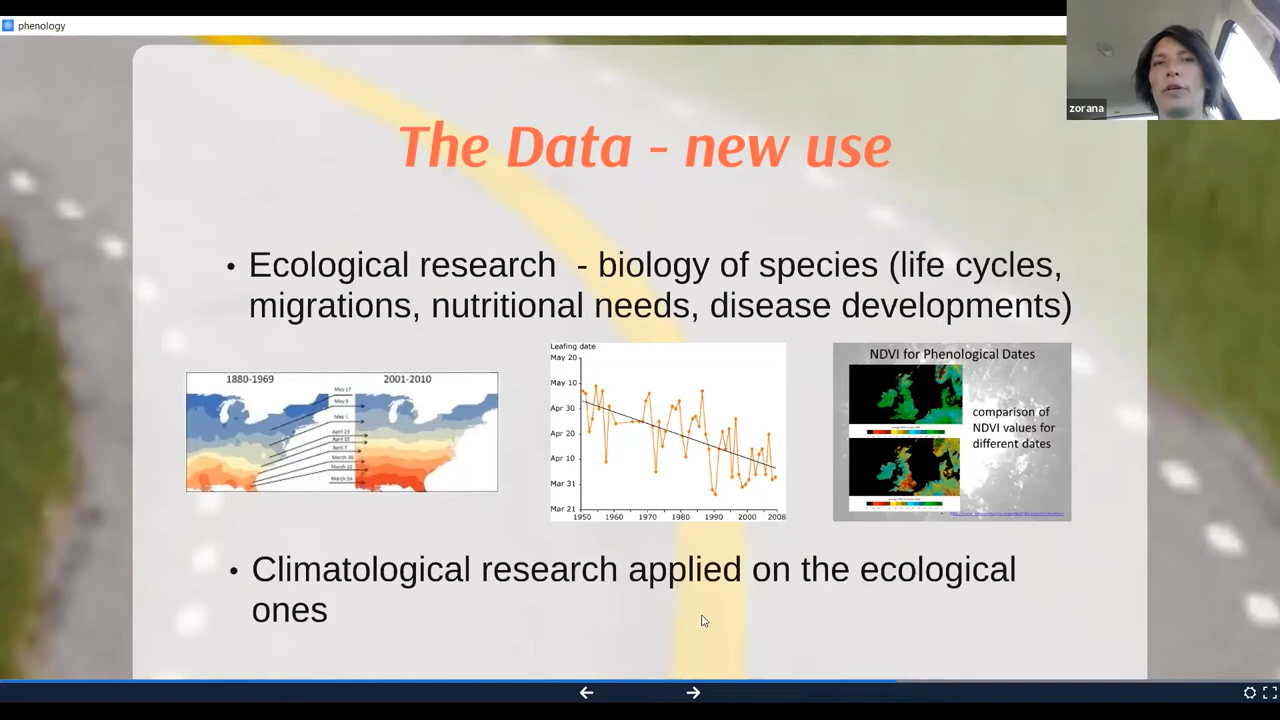 phenology
zorana
The Data - new use
• Ecological research - biology of species (life cycles,
migrations, nutritional needs, disease developments)
1880-1969
2001-2010
May 17
May 9
May 1
April 23
April 15
April 7
March 30
March 22
March 14
Leafing date
May 20
May 10
Apr 30
Apr 20
Apr 10
Mar 31
Mar 21
1950 1960 1970 1980 1990 2000 2008
NDVI for Phenological Dates
comparison of
NDVI values for
different dates
• Climatological research applied on the ecological
ones